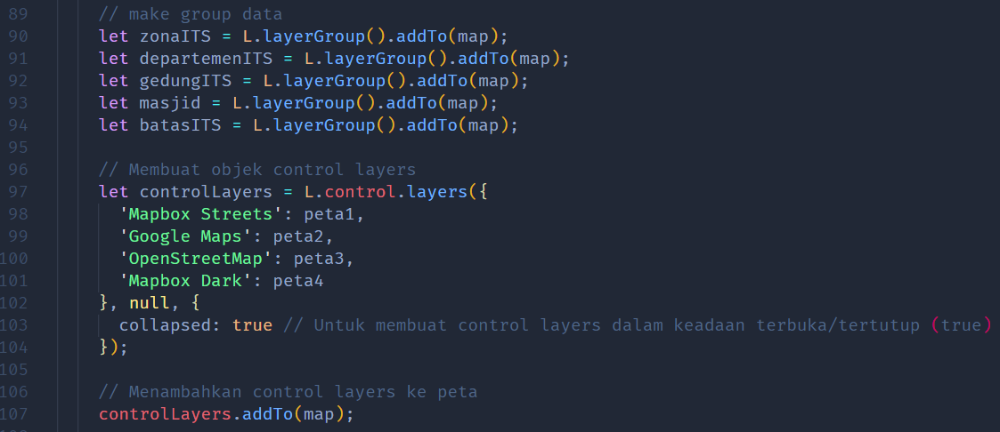 89 // make group data
90 let zonaITS = L.layerGroup().addTo(map);
91 let departemenITS = L.layerGroup().addTo(map);
92 let gedungITS = L.layerGroup().addTo(map);
93 let masjid = L.layerGroup().addTo(map);
94 let batasITS = L.layerGroup().addTo(map);
95
96 // Membuat objek control layers
97 let controlLayers = L.control.layers({
98 'Mapbox Streets': peta1,
99 'Google Maps': peta2,
100 'OpenStreetMap': peta3,
101 'Mapbox Dark': peta4
102 }, null, {
103 collapsed: true // Untuk membuat control layers dalam keadaan terbuka/tertutup (true)
104 });
105
106 // Menambahkan control layers ke peta
107 controlLayers.addTo(map);